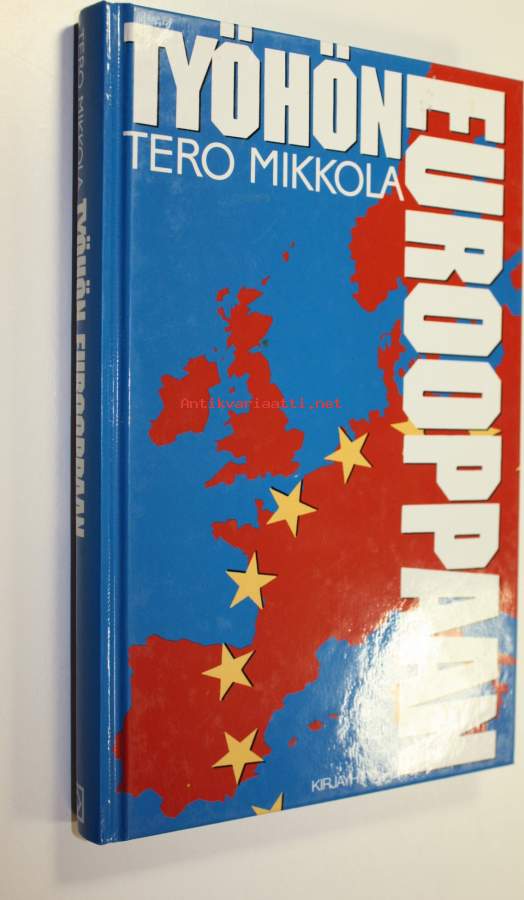 TYÖHÖN
EUROOPPAAN
TERO MIKKOLA
TERO MIKKOLA TYÖHÖN EUROOPPAAN
Antikvariaatti.net